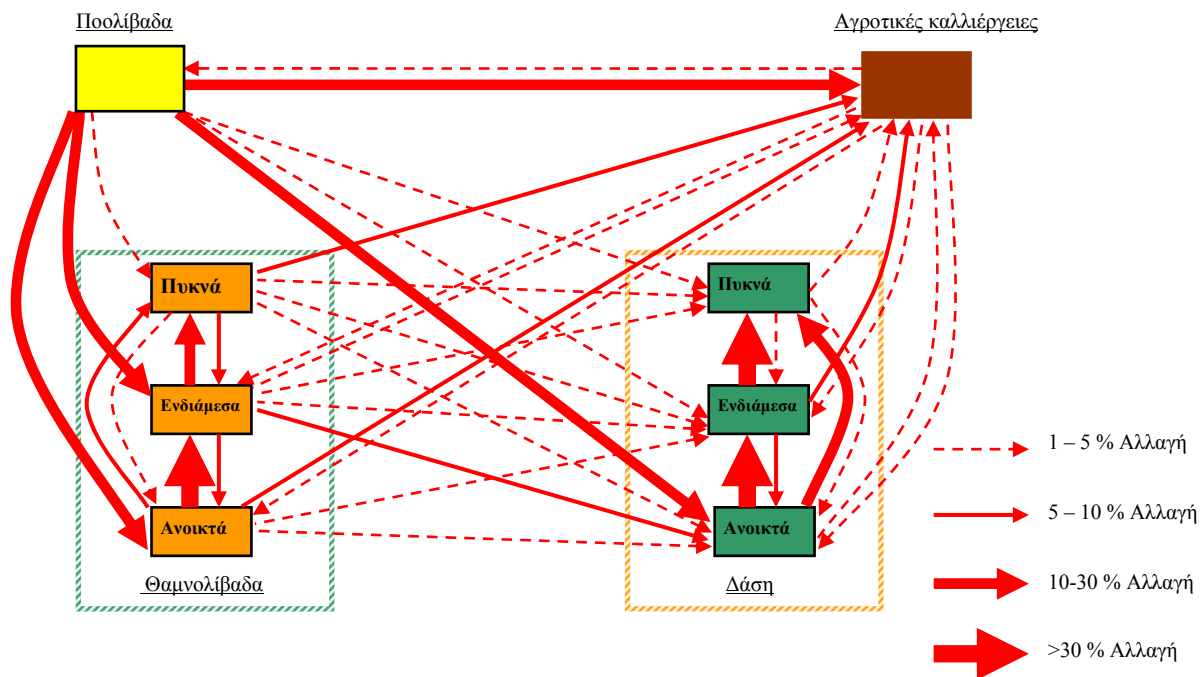 Ποολίβαδα
Αγροτικές καλλιέργειες
Πυκνά
Πυκνά
Ενδιάμεσα
Ενδιάμεσα
Ανοικτά
Ανοικτά
Θαμνολίβαδα
Δάση
1 – 5 % Αλλαγή
5 – 10 % Αλλαγή
10-30 % Αλλαγή
>30 % Αλλαγή